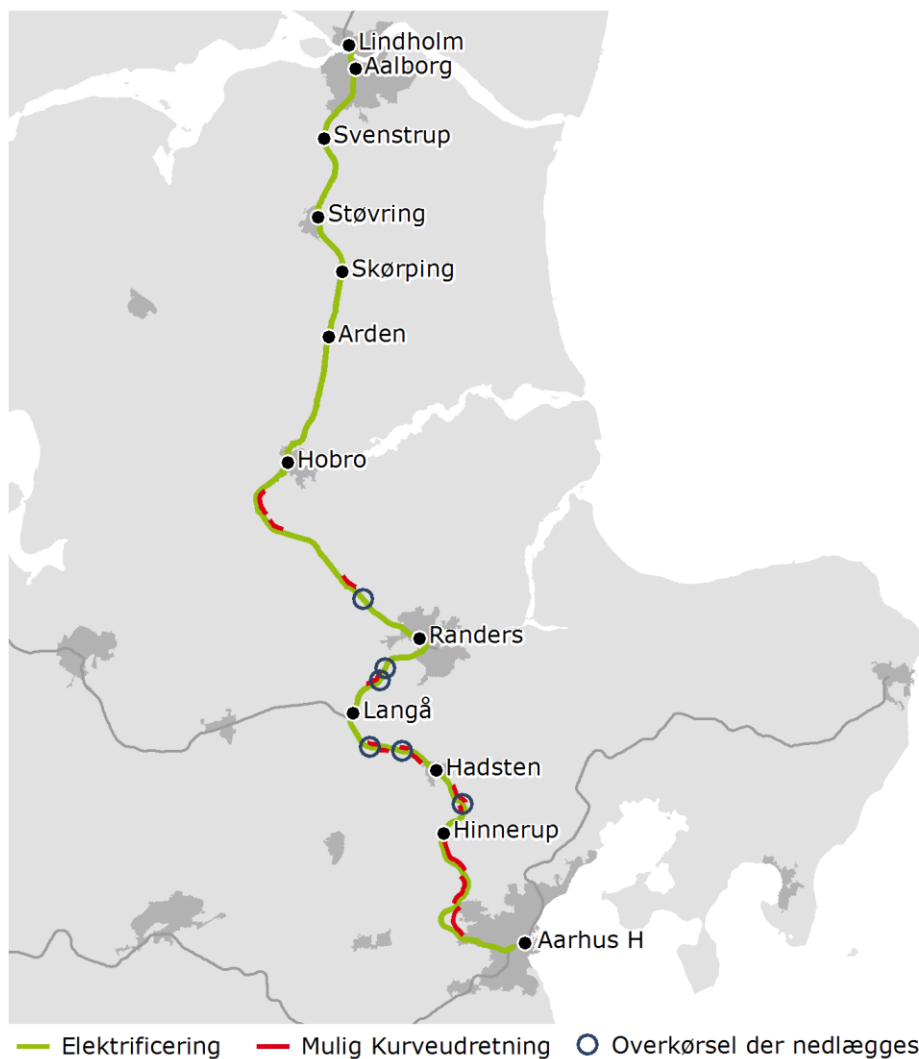 Lindholm
Aalborg
Svenstrup
Støvring
Skørping
Arden
Hobro
Randers
Langå
Hadsten
Hinnerup
Aarhus H
Elektrificering Mulig Kurveudretning Overkørsel der nedlægges